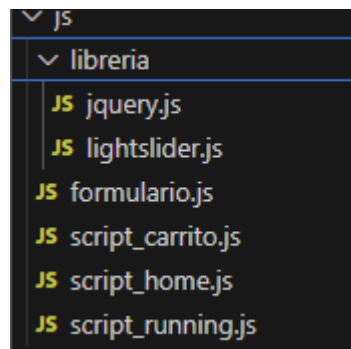 js
libreria
JS jquery.js
JS lightslider.js
JS formulario.js
JS script_carrito.js
JS script_home.js
JS script_running.js